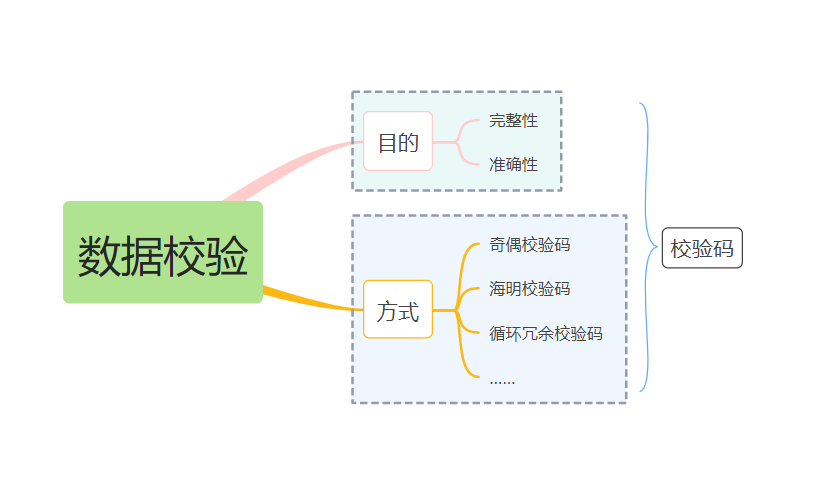 数据校验
目的
完整性
准确性
方式
奇偶校验码
海明校验码
循环冗余校验码
......
校验码